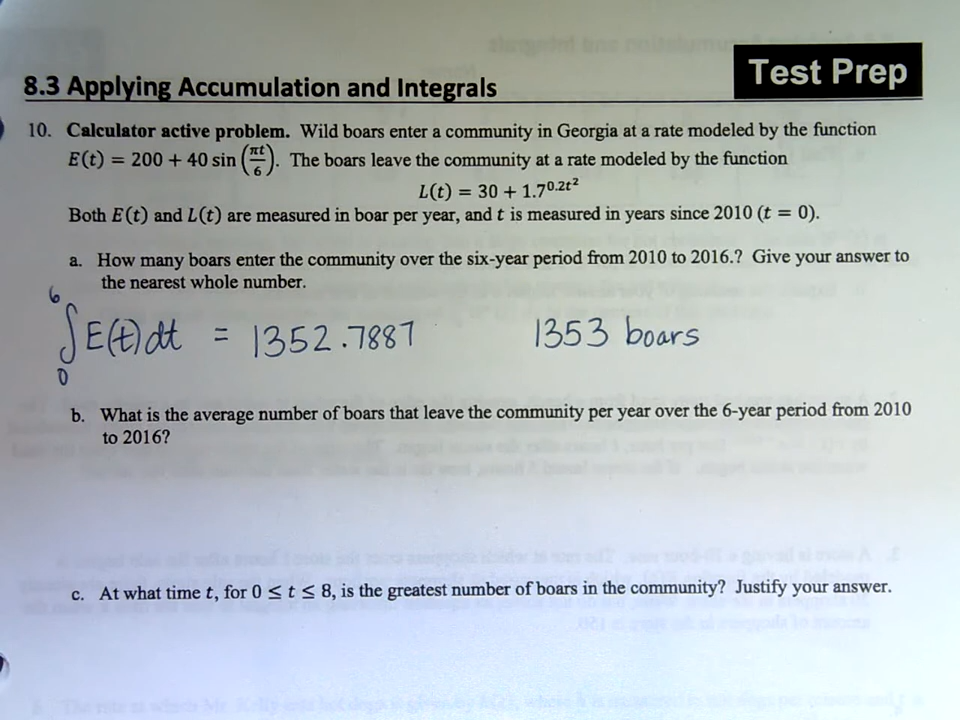 Test Prep
8.3 Applying Accumulation and Integrals
10. Calculator active problem. Wild boars enter a community in Georgia at a rate modeled by the function
E(t) = 200 + 40 sin (πt/6). The boars leave the community at a rate modeled by the function
L(t) = 30 + 1.7^0.2t²
Both E(t) and L(t) are measured in boar per year, and t is measured in years since 2010 (t = 0).
a. How many boars enter the community over the six-year period from 2010 to 2016.? Give your answer to
the nearest whole number.
∫₀⁶ E(t) dt = 1352.7887 1353 boars
b. What is the average number of boars that leave the community per year over the 6-year period from 2010
to 2016?
c. At what time t, for 0 ≤ t ≤ 8, is the greatest number of boars in the community? Justify your answer.